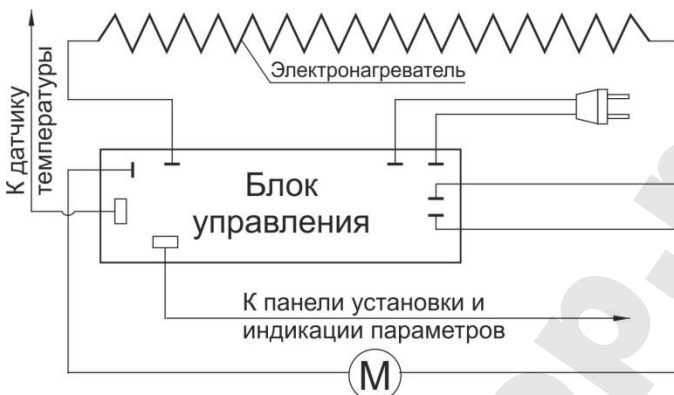 К датчику
температуры
Электронагреватель
Блок
управления
К панели установки и
индикации параметров
М